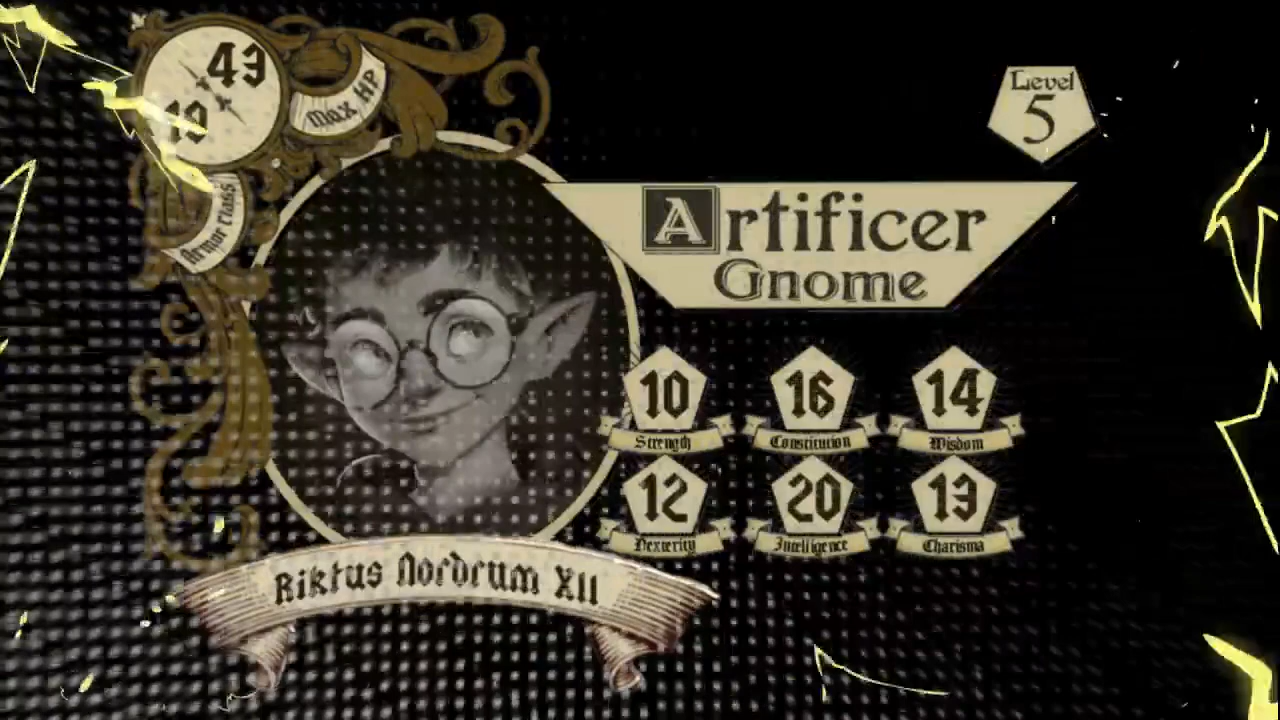 43
Max HP
19
Armor Class
Level
5
Artificer
Gnome
10
Strength
16
Constitution
14
Wisdom
12
Dexterity
20
Intelligence
13
Charisma
Riktus Nordrum XII